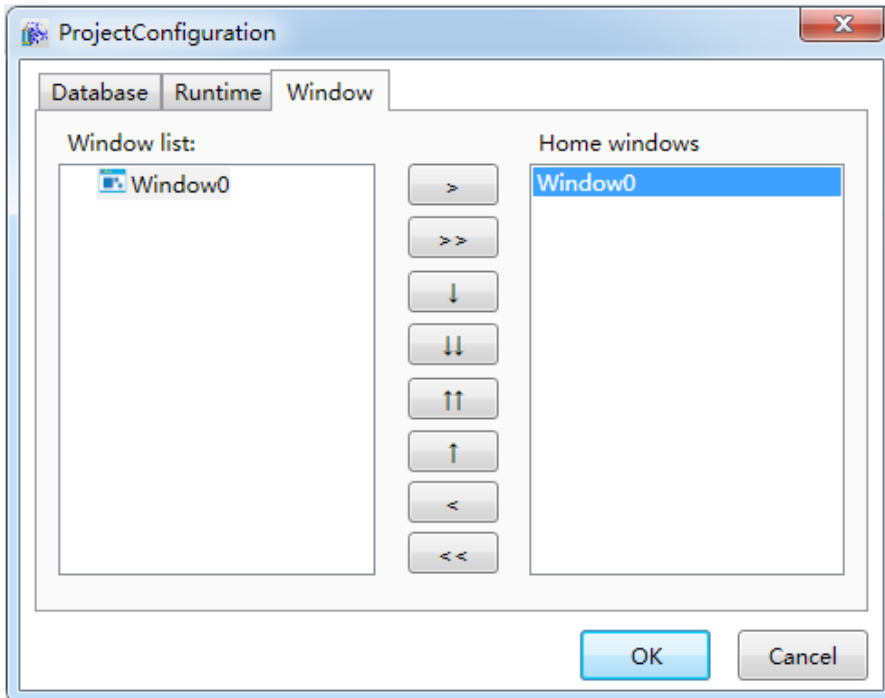 ProjectConfiguration
Database Runtime Window
Window list:
Home windows
Window0
Window0
>
>>
↓
↓↓
↑↑
↑
<
<<
OK
Cancel